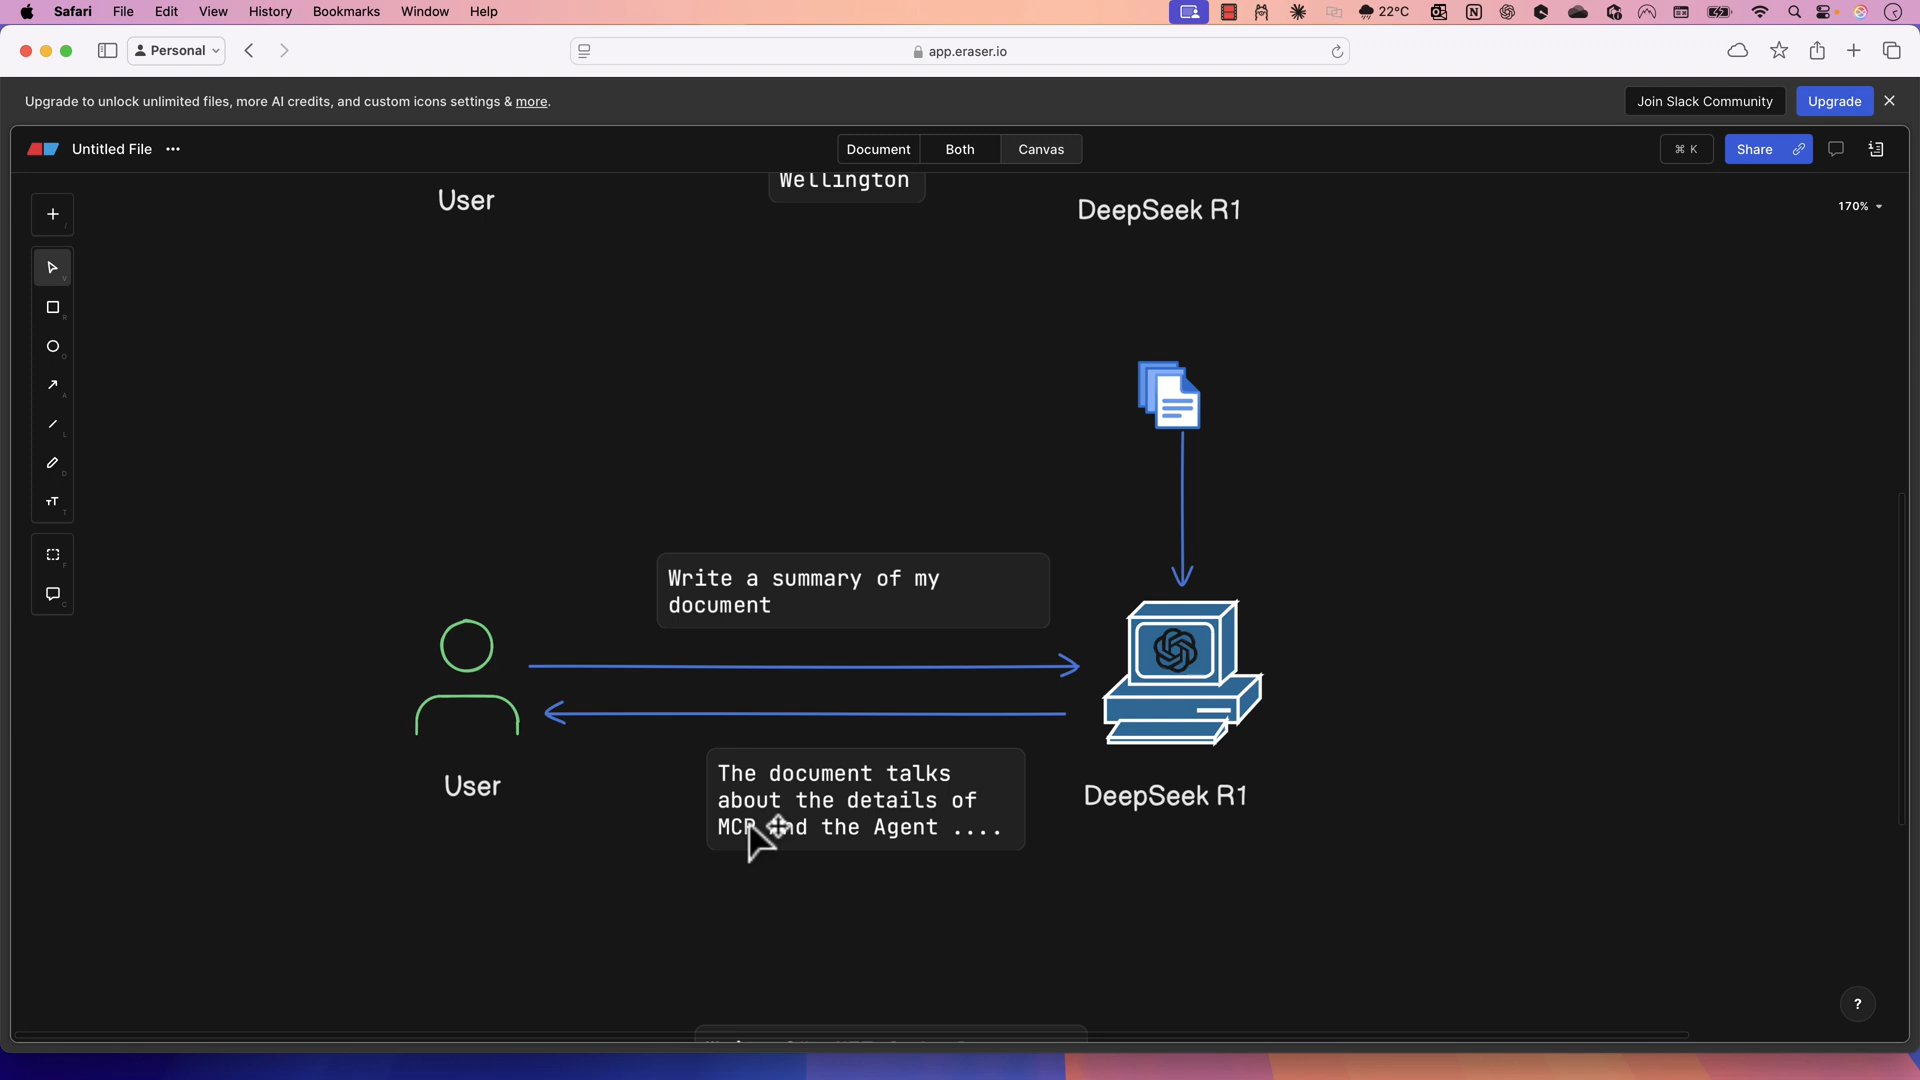 Safari File Edit View History Bookmarks Window Help 22°C
Personal app.eraser.io
Upgrade to unlock unlimited files, more AI credits, and custom icons settings & more. Join Slack Community Upgrade
Untitled File ... Document Both Canvas ⌘ K Share
Wellington
User
DeepSeek R1
170%
/
V
R
O
A
L
D
TT
T
F
C
Write a summary of my
document
User
DeepSeek R1
The document talks
about the details of
MCP and the Agent ....
?